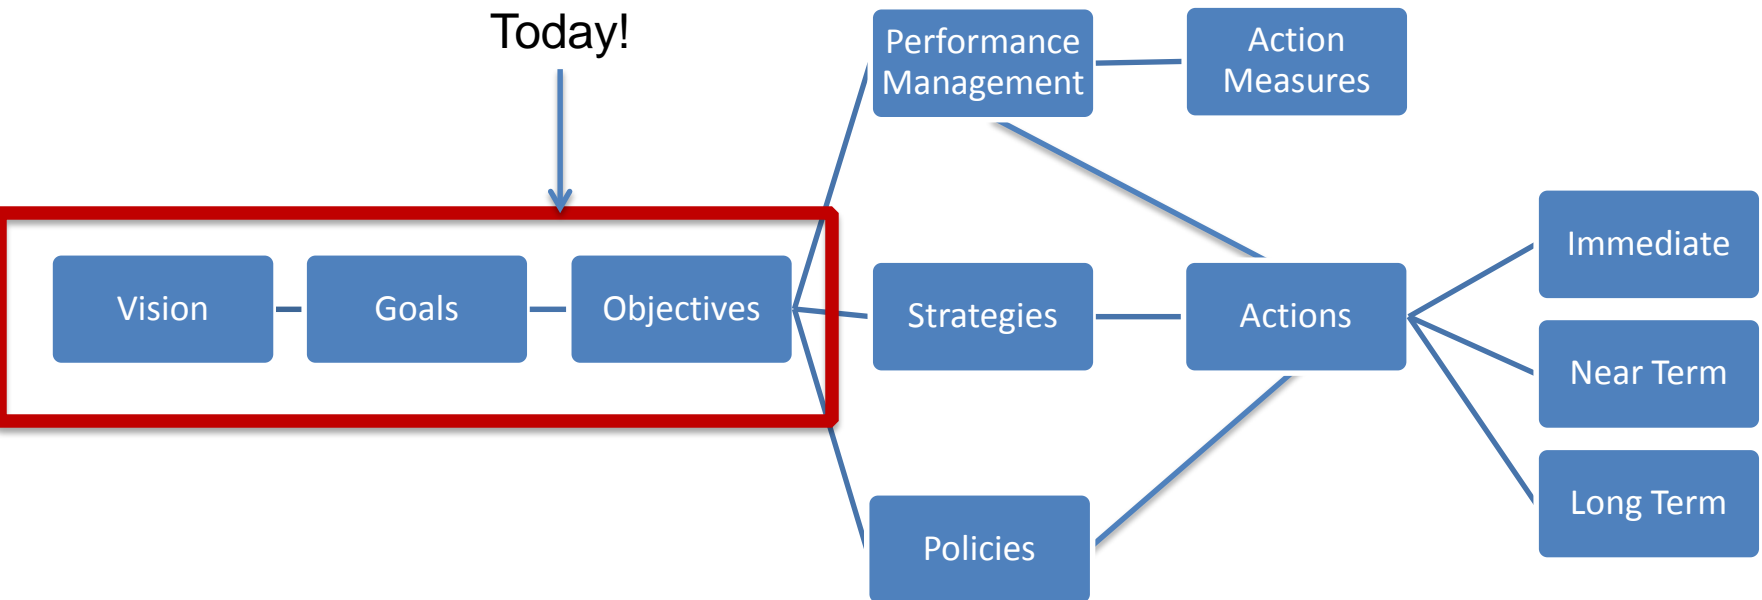 Today!
Performance
Management
Action
Measures
Vision
Goals
Objectives
Strategies
Actions
Immediate
Near Term
Long Term
Policies